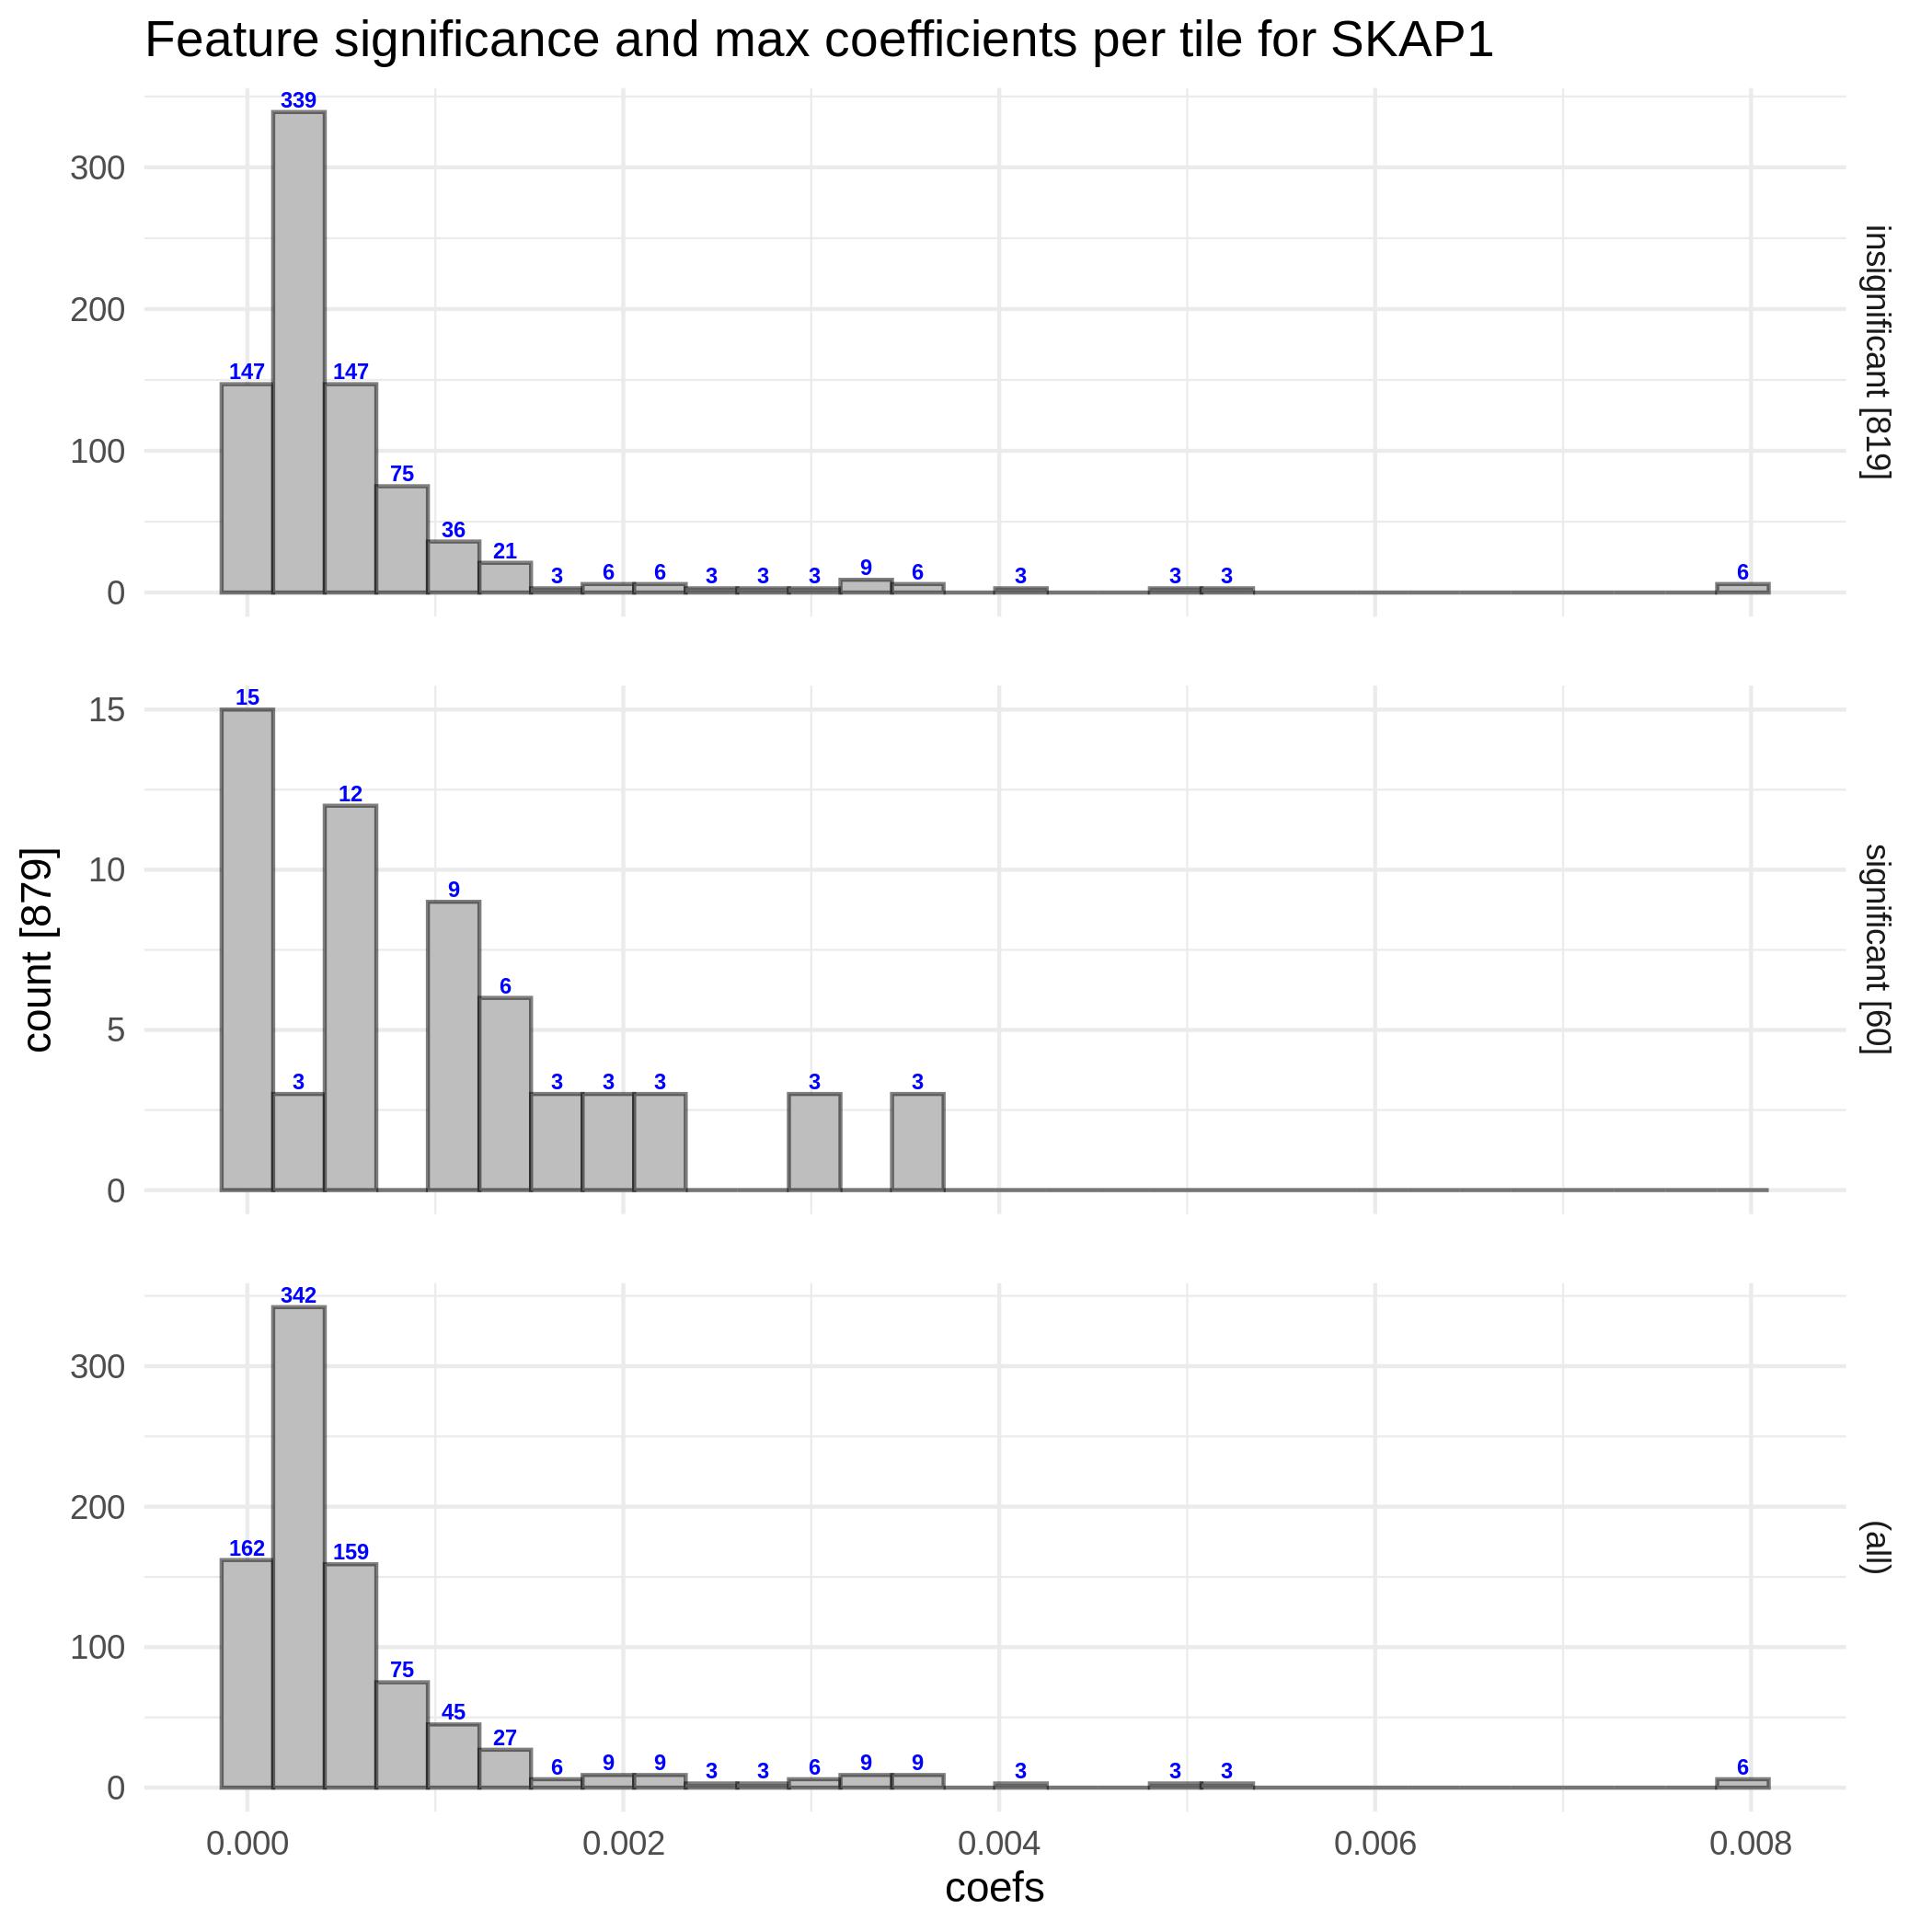 Feature significance and max coefficients per tile for SKAP1
339
300
200
147 147
100
75
36
21
3 6 6 3 3 3 9 6 3 3 3 6
0
insignificant [819]
15
15
12
10
9
6
5
3 3 3 3 3 3
0
significant [60]
count [879]
342
300
200
162 159
100
75
45
27
6 9 9 3 3 6 9 9 3 3 3 6
0
(all)
0.000 0.002 0.004 0.006 0.008
coefs